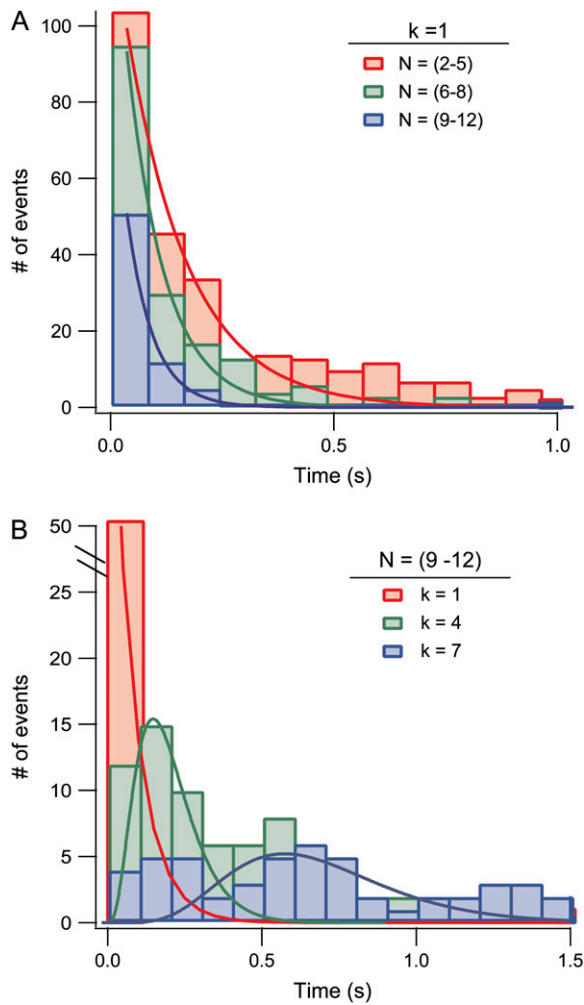 A
k =1
N = (2-5)
N = (6-8)
N = (9-12)
# of events
100
80
60
40
20
0
0.0
0.5
1.0
Time (s)
B
N = (9 -12)
k = 1
k = 4
k = 7
# of events
50
25
20
15
10
5
0
0.0
0.5
1.0
1.5
Time (s)